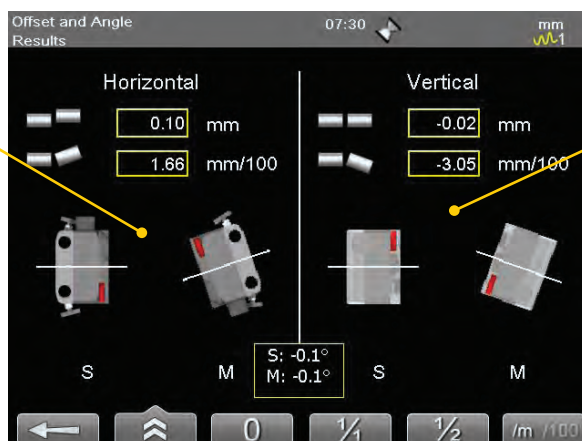 Offset and Angle
Results
07:30
mm
1
Horizontal
0.10 mm
1.66 mm/100
Vertical
-0.02 mm
-3.05 mm/100
S M
S: -0.1°
M: -0.1°
S M
0 1/1 1/2 /m /100